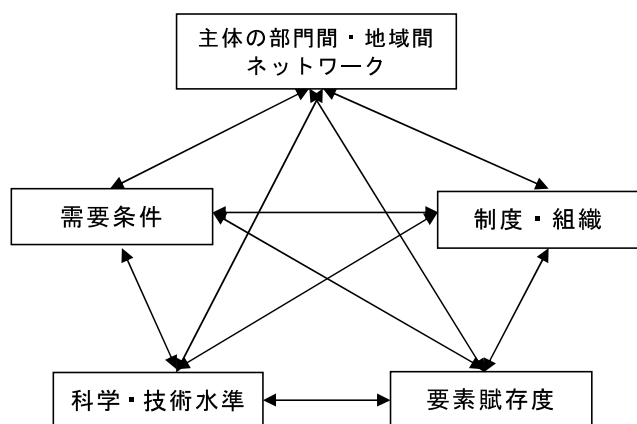 主体の部門間・地域間
ネットワーク
需要条件
制度・組織
科学・技術水準
要素賦存度